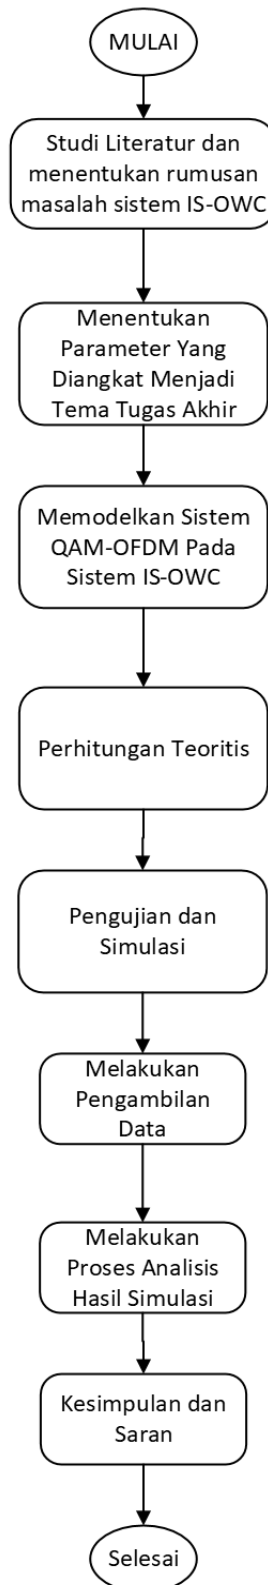 MULAI
Studi Literatur dan
menentukan rumusan
masalah sistem IS-OWC
Menentukan
Parameter Yang
Diangkat Menjadi
Tema Tugas Akhir
Memodelkan Sistem
QAM-OFDM Pada
Sistem IS-OWC
Perhitungan Teoritis
Pengujian dan
Simulasi
Melakukan
Pengambilan
Data
Melakukan
Proses Analisis
Hasil Simulasi
Kesimpulan dan
Saran
Selesai